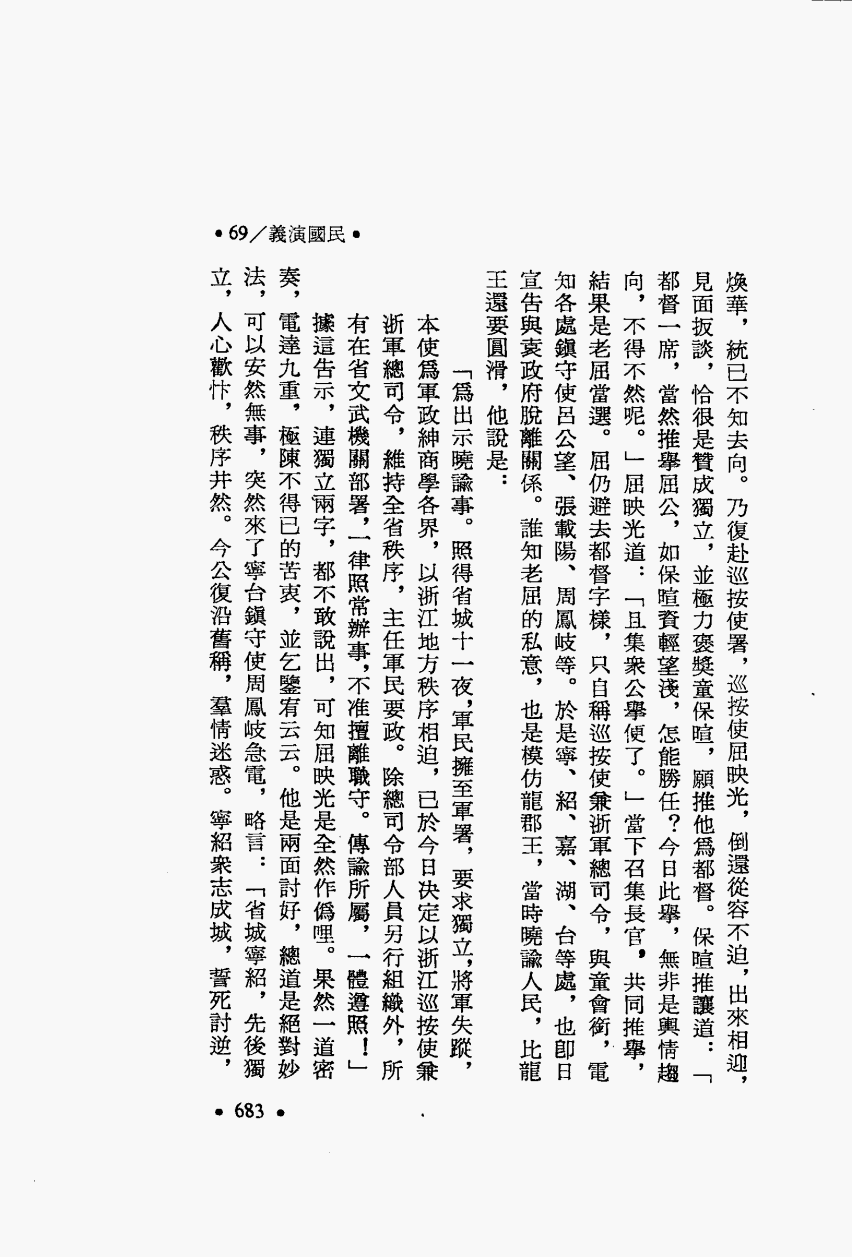 •69／義演國民•
煥華，統已不知去向。乃復赴巡按使署，巡按使屈映光，倒還從容不迫，出來相迎，
見面扳談，恰很是贊成獨立，並極力褒獎童保暄，願推他爲都督。保暄推讓道：「
都督一席，當然推舉屈公，如保暄資輕望淺，怎能勝任？今日此舉，無非是輿情趨
向，不得不然呢。」屈映光道：「且集衆公舉便了。」當下召集長官，共同推舉，
結果是老屈當選。屈仍避去都督字樣，只自稱巡按使兼浙軍總司令，與童會銜，電
知各處鎭守使呂公望、張載陽、周鳳岐等。於是寧、紹、嘉、湖、台等處，也卽日
宣告與袁政府脫離關係。誰知老屈的私意，也是模仿龍郡王，當時曉諭人民，比龍
王還要圓滑，他說是：
「爲出示曉諭事。照得省城十一夜，軍民擁至軍署，要求獨立，將軍失蹤，
本使爲軍政紳商學各界，以浙江地方秩序相迫，已於今日决定以浙江巡按使兼
浙軍總司令，維持全省秩序，主任軍民要政。除總司令部人員另行組織外，所
有在省文武機關部署，一律照常辦事，不准擅離職守。傳諭所屬，一體遵照！」
據這告示，連獨立兩字，都不敢說出，可知屈映光是全然作僞哩。果然一道密
奏，電達九重，極陳不得已的苦衷，並乞鑒宥云云。他是兩面討好，總道是絕對妙
法，可以安然無事，突然來了寧台鎭守使周鳳岐急電，略言：「省城寧紹，先後獨
立，人心歡忭，秩序井然。今公復沿舊稱，羣情迷惑。寧紹衆志成城，誓死討逆，
•683•